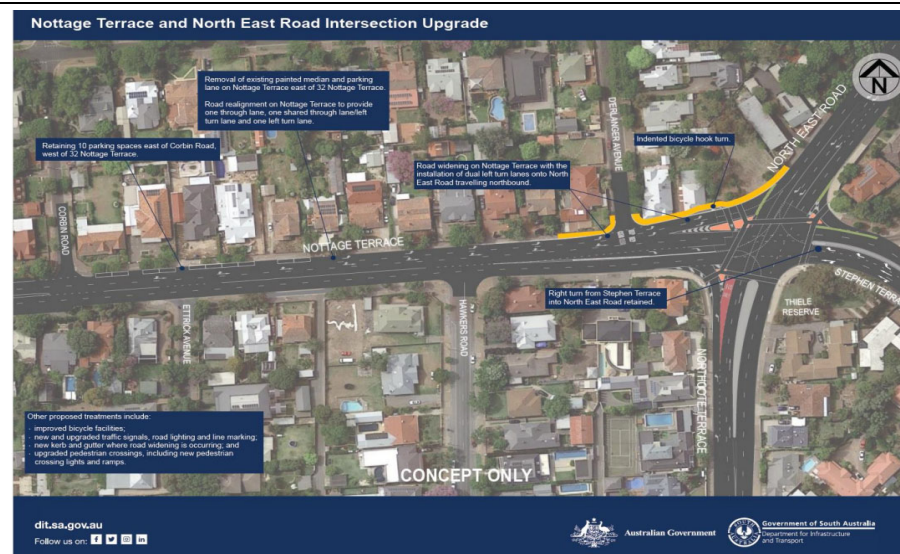 Nottage Terrace and North East Road Intersection Upgrade
Removal of existing painted median and parking
lane on Nottage Terrace east of 32 Nottage Terrace.
Road realignment on Nottage Terrace to provide
one through lane, one shared through lane/left
turn lane and one left turn lane.
Retaining 10 parking spaces east of Corbin Road,
west of 32 Nottage Terrace.
Road widening on Nottage Terrace with the
installation of dual left turn lanes onto North
East Road travelling northbound.
Indented bicycle hook turn.
N
NORTH EAST ROAD
D'ERLANGER AVENUE
CORBIN ROAD
NOTTAGE TERRACE
Right turn from Stephen Terrace
into North East Road retained.
STEPHEN TERRA
THIELE
RESERVE
ETTRICK AVENUE
HAWKERS ROAD
NORTHCOTE TERRACE
Other proposed treatments include:
- improved bicycle facilities;
- new and upgraded traffic signals, road lighting and line marking;
- new kerb and gutter where road widening is occurring; and
- upgraded pedestrian crossings, including new pedestrian
crossing lights and ramps.
CONCEPT ONLY
dit.sa.gov.au
Follow us on:
Australian Government
Government of South Australia
Department for Infrastructure
and Transport